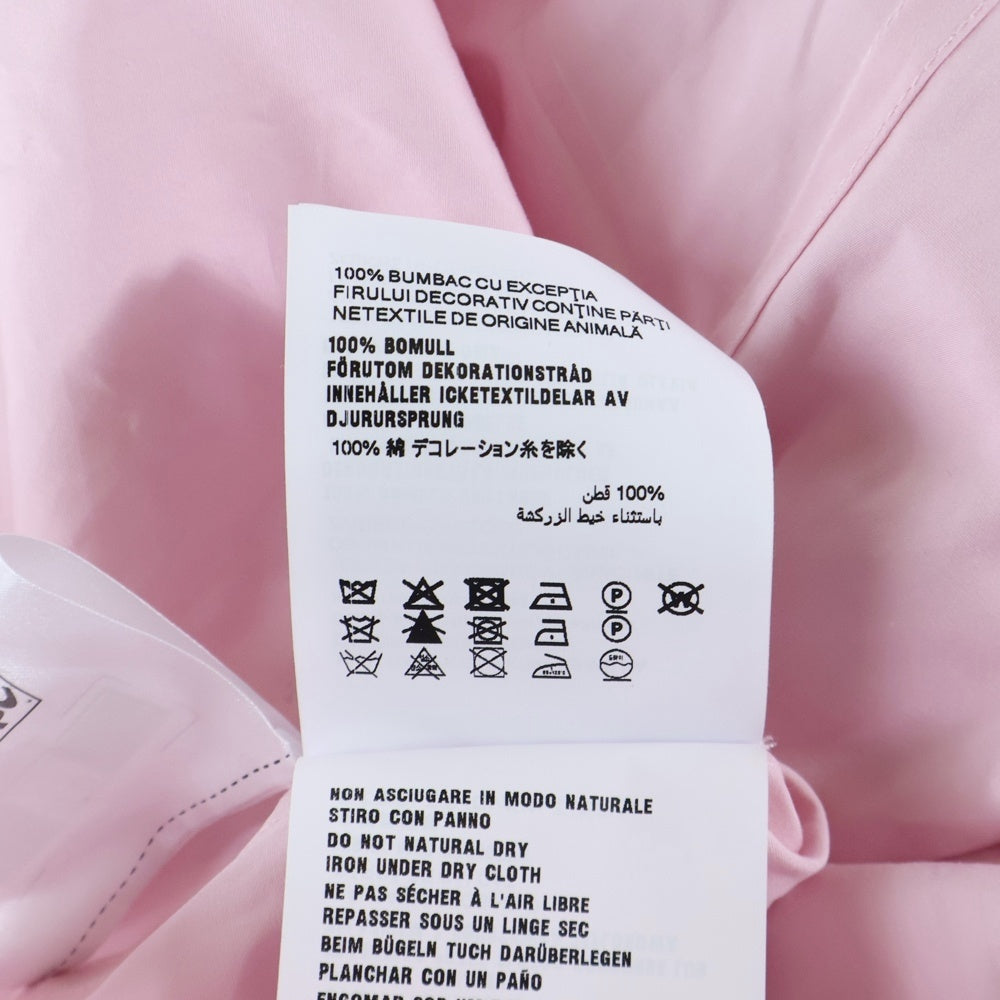 100% BUMBAC CU EXCEPȚIA
FIRULUI DECORATIV CONȚINE PĂRȚI
NETEXTILE DE ORIGINE ANIMALĂ
100% BOMULL
FÖRUTOM DEKORATIONSTRÅD
INNEHÅLLER ICKETEXTILDELAR AV
DJURURSPRUNG
100% 綿 デコレーション糸を除く
100% قطن
باستثناء خيط الزركشة
P W
P
NON ASCIUGARE IN MODO NATURALE
STIRO CON PANNO
DO NOT NATURAL DRY
IRON UNDER DRY CLOTH
NE PAS SÉCHER À L'AIR LIBRE
REPASSER SOUS UN LINGE SEC
BEIM BÜGELN TUCH DARÜBERLEGEN
PLANCHAR CON UN PAÑO